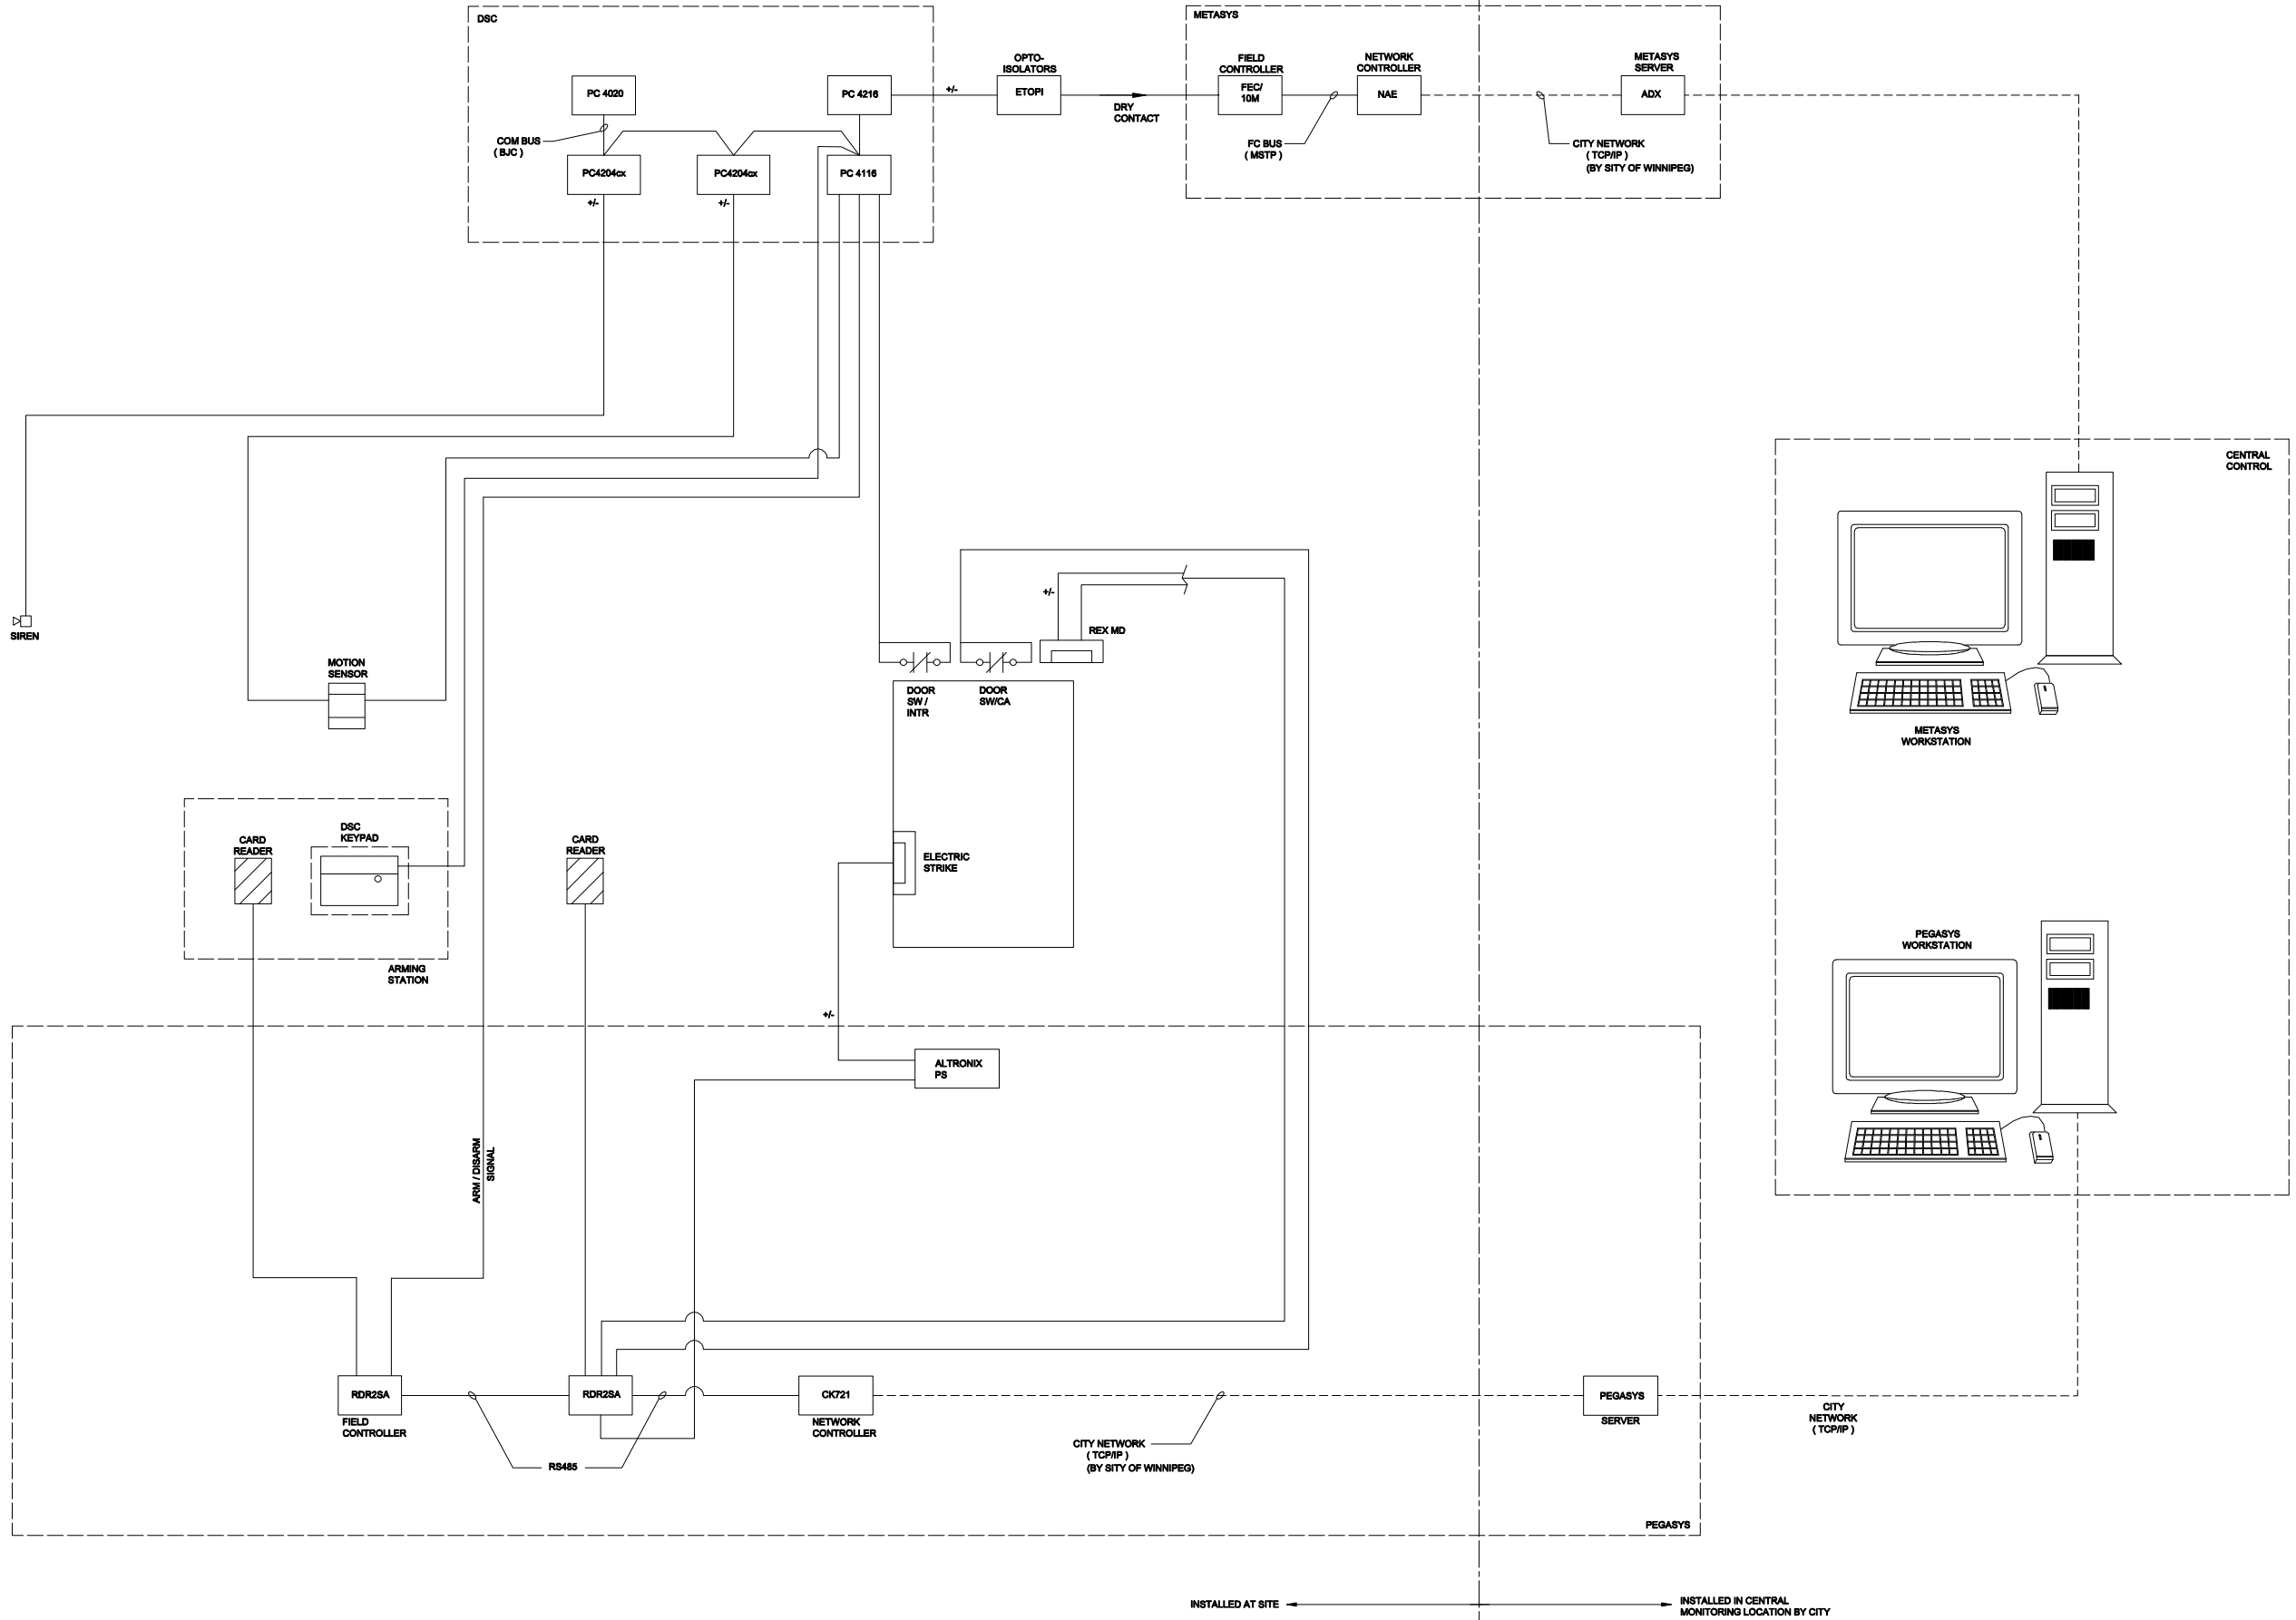 DSC
METASYS
OPTO-
ISOLATORS
FIELD
CONTROLLER
NETWORK
CONTROLLER
METASYS
SERVER
PC 4020
PC 4216
+/-
ETOPI
FEC/
10M
NAE
ADX
DRY
CONTACT
COM BUS
( BJC )
FC BUS
( MSTP )
CITY NETWORK
( TCP/IP )
(BY SITY OF WINNIPEG)
PC4204cx
PC4204cx
PC 4116
+/-
+/-
CENTRAL
CONTROL
+/-
SIREN
REX MD
MOTION
SENSOR
DOOR
SW /
INTR
DOOR
SW/CA
METASYS
WORKSTATION
CARD
READER
DSC
KEYPAD
CARD
READER
ELECTRIC
STRIKE
ARMING
STATION
PEGASYS
WORKSTATION
+/-
ALTRONIX
PS
ARM / DISARM
SIGNAL
RDR2SA
RDR2SA
CK721
PEGASYS
FIELD
CONTROLLER
NETWORK
CONTROLLER
SERVER
CITY
NETWORK
( TCP/IP )
RS485
CITY NETWORK
( TCP/IP )
(BY SITY OF WINNIPEG)
PEGASYS
INSTALLED AT SITE
INSTALLED IN CENTRAL
MONITORING LOCATION BY CITY